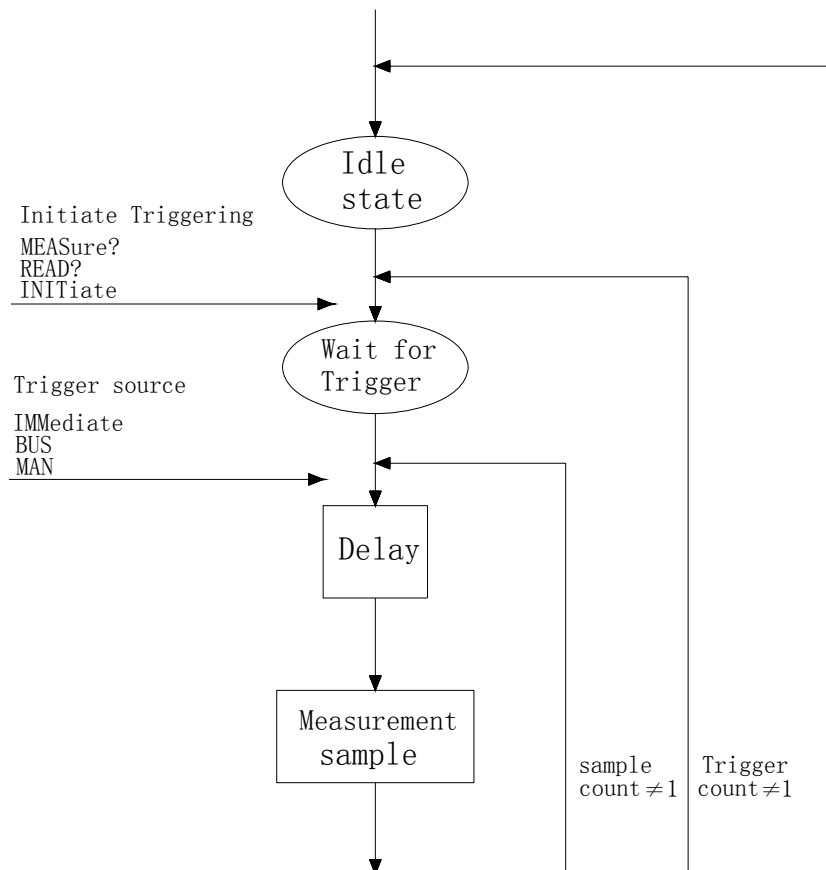 Idle
state
Initiate Triggering
MEASure?
READ?
INITiate
Wait for
Trigger
Trigger source
IMMediate
BUS
MAN
Delay
Measurement
sample
sample
count≠1
Trigger
count≠1